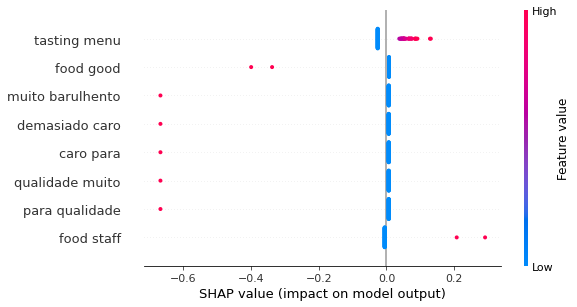 High
tasting menu
food good
muito barulhento
demasiado caro
caro para
qualidade muito
para qualidade
food staff
Feature value
Low
−0.6 −0.4 −0.2 0.0 0.2
SHAP value (impact on model output)